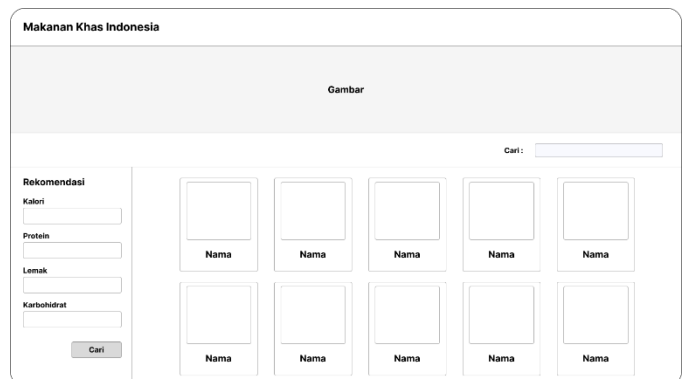 Makanan Khas Indonesia
Gambar
Cari :
Rekomendasi
Kalori
Protein
Lemak
Karbohidrat
Cari
Nama Nama Nama Nama Nama
Nama Nama Nama Nama Nama